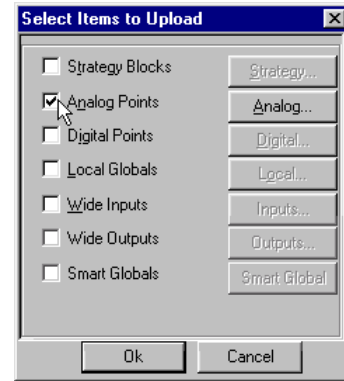 Select Items to Upload
Strategy Blocks Strategy...
Analog Points Analog...
Digital Points Digital...
Local Globals Local...
Wide Inputs Inputs...
Wide Outputs Outputs...
Smart Globals Smart Global
Ok Cancel